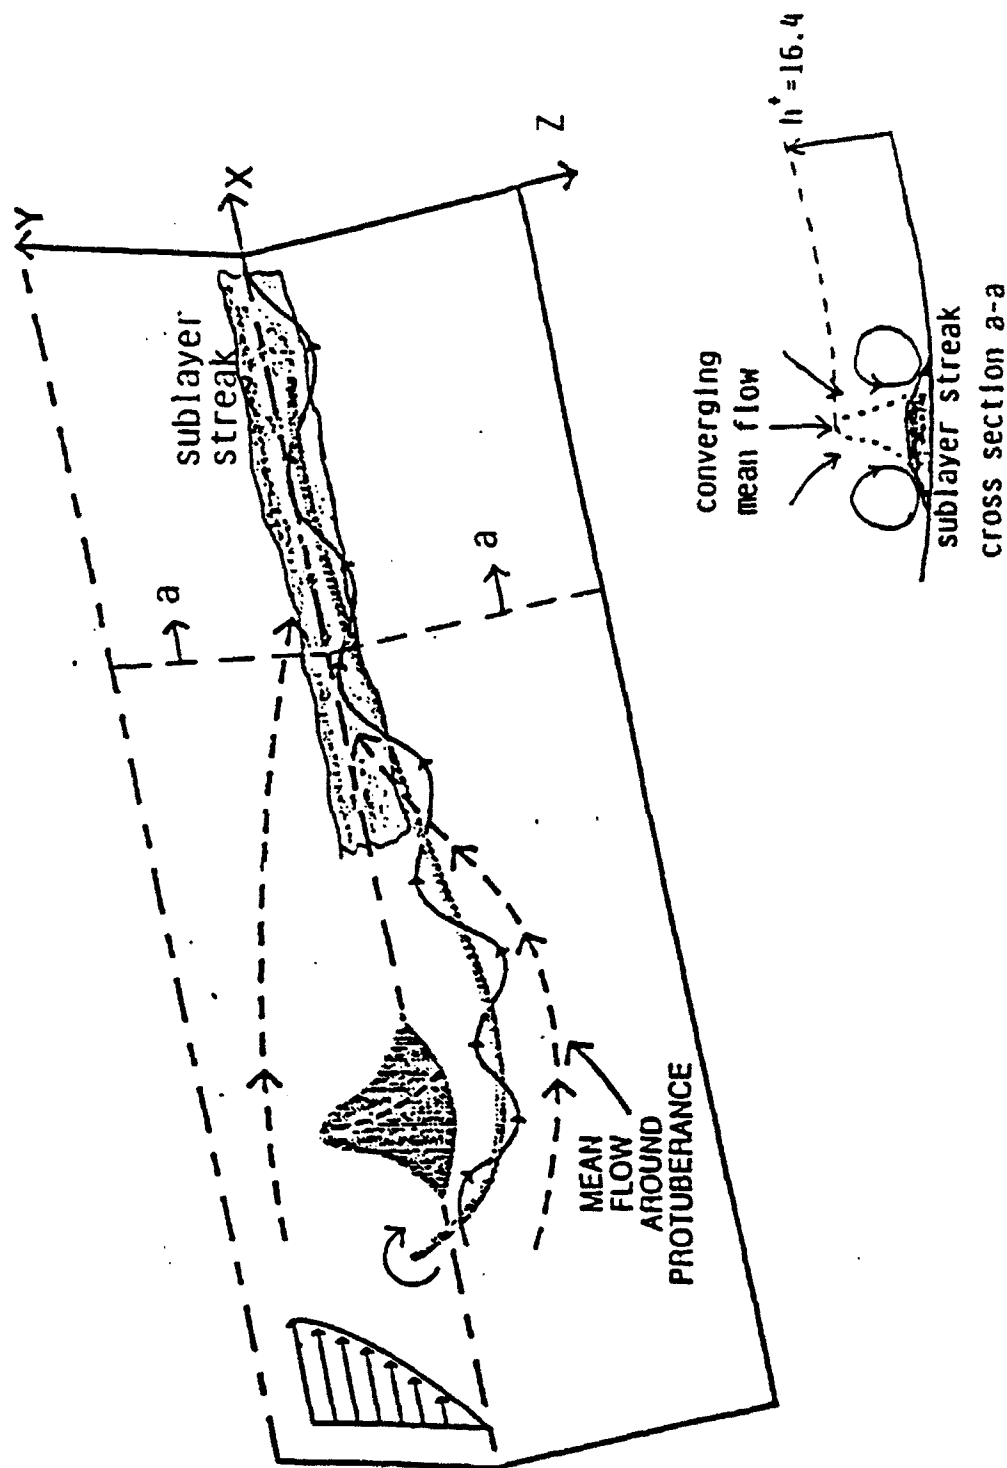 Y
X
Z
sublayer
streak
a
a
MEAN
FLOW
AROUND
PROTUBERANCE
h⁺=16.4
converging
mean flow
sublayer streak
cross section a-a